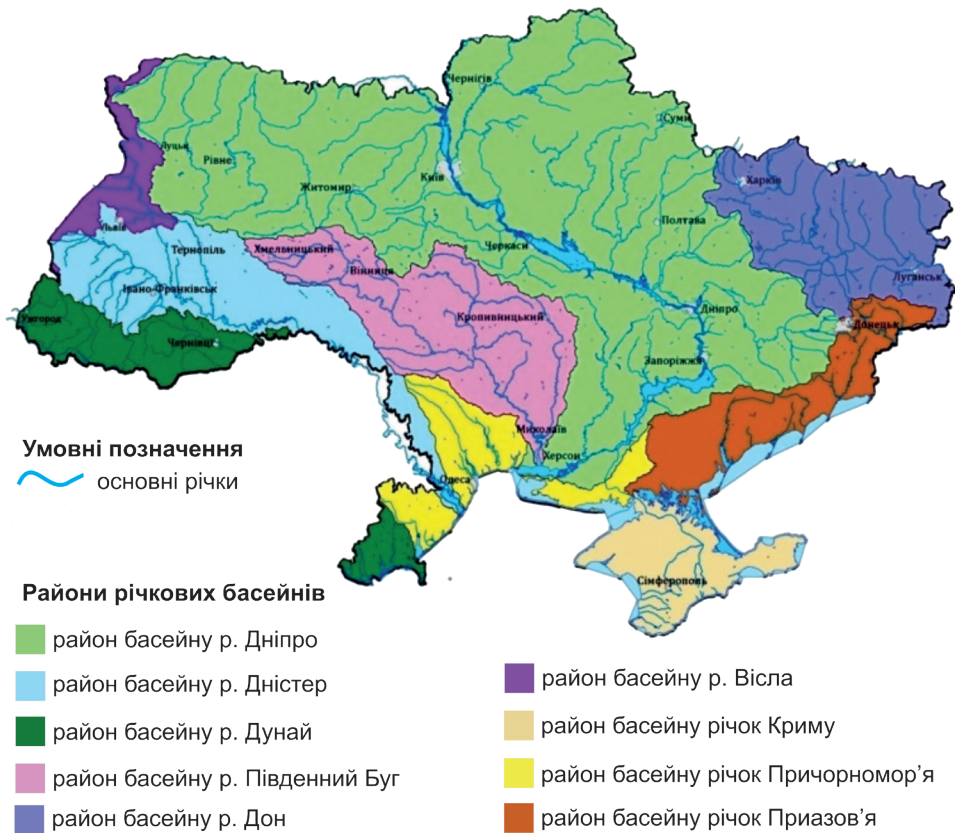 Чернігів
Суми
Луцьк
Рівне
Київ
Харків
Житомир
Полтава
Львів
Тернопіль
Хмельницький
Черкаси
Вінниця
Луганськ
Івано-Франківськ
Ужгород
Кропивницький
Дніпро
Донецьк
Чернівці
Запоріжжя
Миколаїв
Херсон
Одеса
Сімферополь
Умовні позначення
основні річки
Райони річкових басейнів
район басейну р. Дніпро
район басейну р. Дністер
район басейну р. Дунай
район басейну р. Південний Буг
район басейну р. Дон
район басейну р. Вісла
район басейну річок Криму
район басейну річок Причорномор’я
район басейну річок Приазов’я